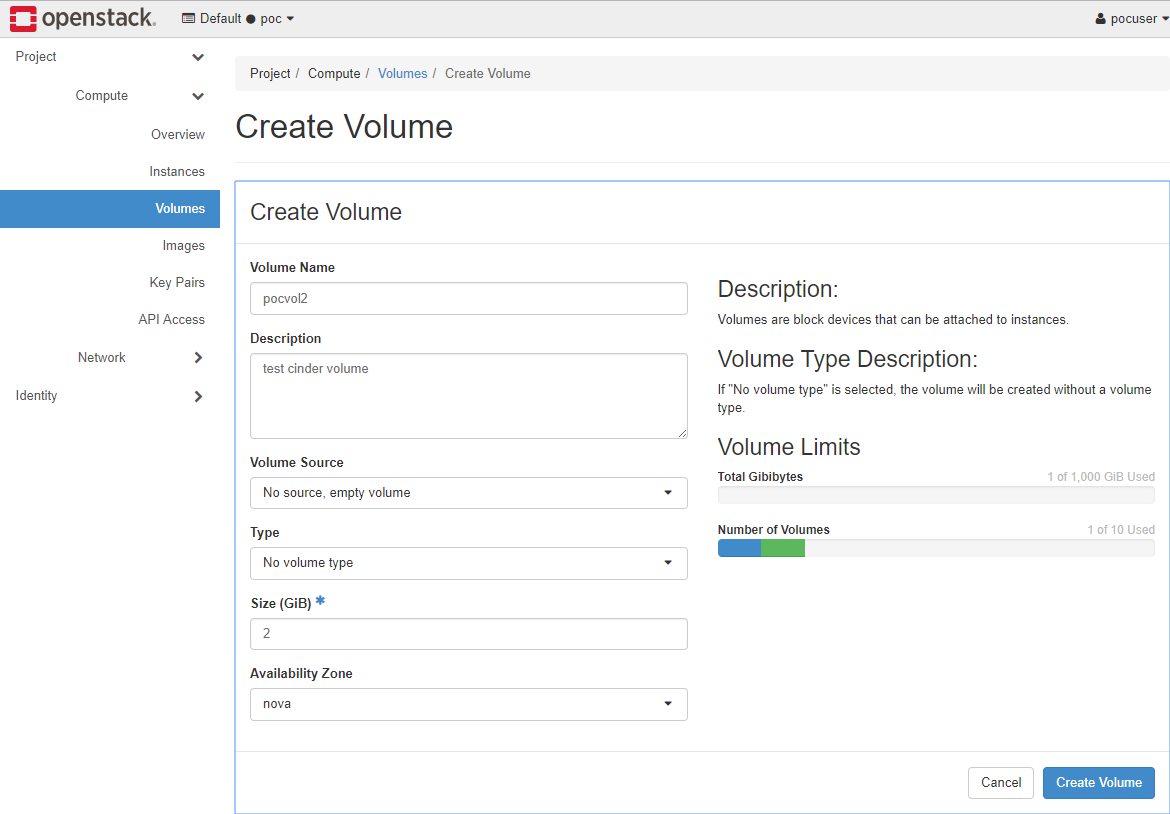 openstack. Default poc pocuser
Project
Compute
Overview
Instances
Volumes
Images
Key Pairs
API Access
Network
Identity
Project / Compute / Volumes / Create Volume
Create Volume
Create Volume
Volume Name
pocvol2
Description
test cinder volume
Volume Source
No source, empty volume
Type
No volume type
Size (GiB) *
2
Availability Zone
nova
Description:
Volumes are block devices that can be attached to instances.
Volume Type Description:
If "No volume type" is selected, the volume will be created without a volume
type.
Volume Limits
Total Gibibytes 1 of 1,000 GiB Used
Number of Volumes 1 of 10 Used
Cancel Create Volume